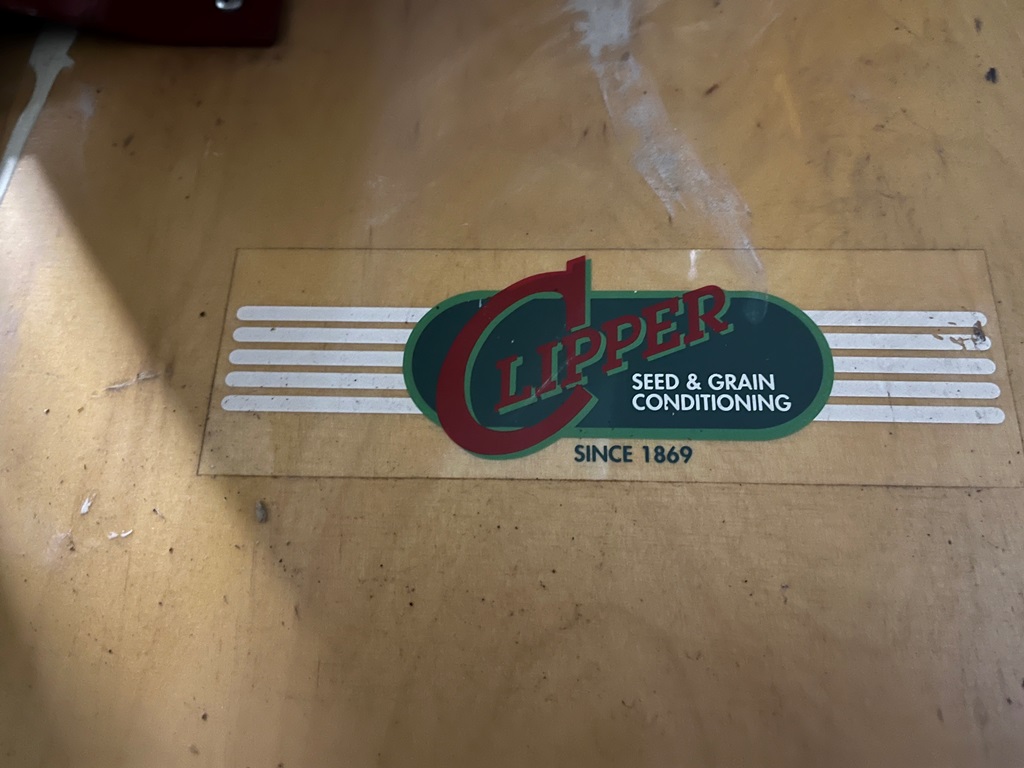 CLIPPER
SEED & GRAIN
CONDITIONING
SINCE 1869